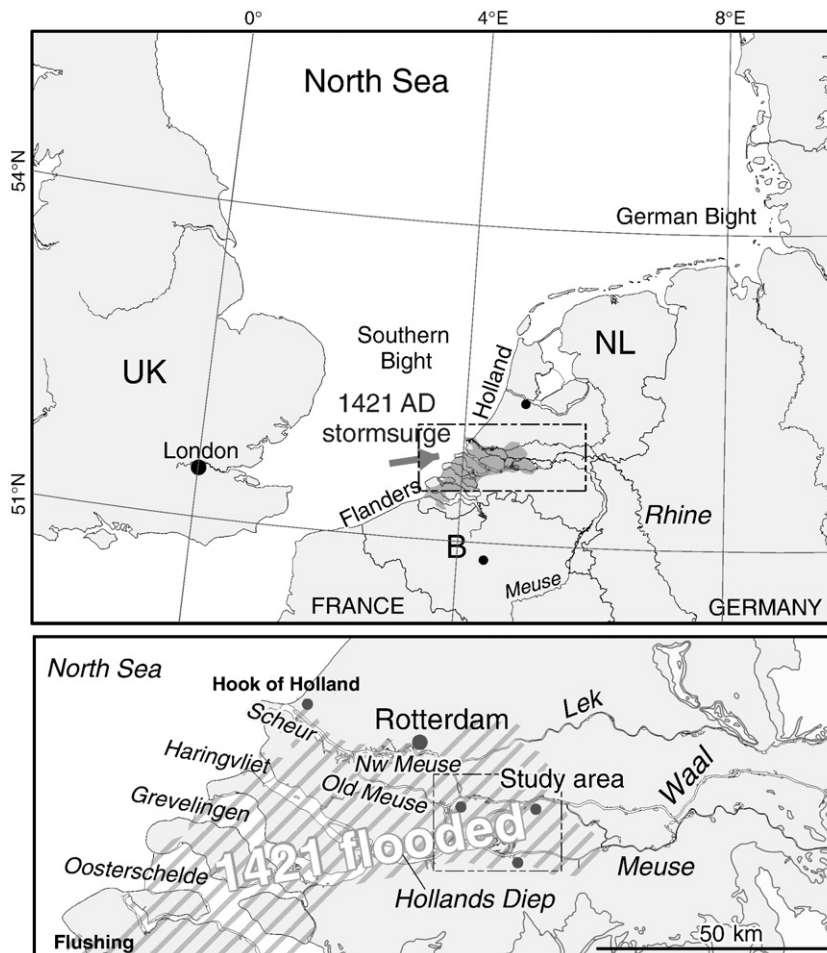 0°
4°E
8°E
North Sea
54°N
German Bight
Southern
Bight
Holland
NL
UK
1421 AD
stormsurge
London
51°N
Flanders
Rhine
B
Meuse
FRANCE
GERMANY
North Sea
Hook of Holland
Scheur
Rotterdam
Lek
Haringvliet
Nw Meuse
Study area
Waal
Old Meuse
Grevelingen
1421 flooded
Oosterschelde
Meuse
Hollands Diep
Flushing
50 km